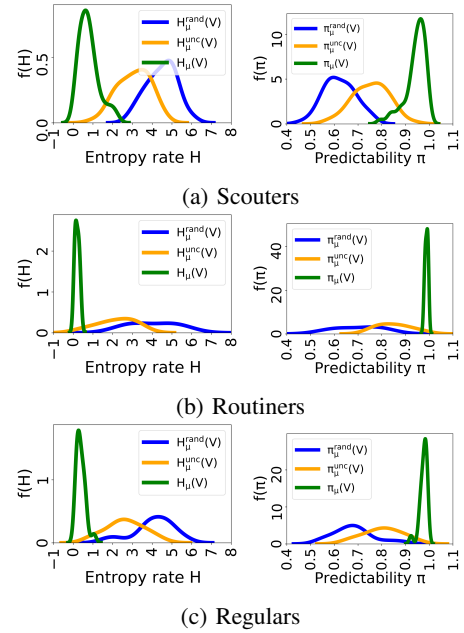 f(H)
0.5
0.0
H_μ^rand(V)
H_μ^unc(V)
H_μ(V)
−1 0 1 2 3 4 5 6 7 8
Entropy rate H
f(π)
10
5
0
π_μ^rand(V)
π_μ^unc(V)
π_μ(V)
0.4 0.5 0.6 0.7 0.8 0.9 1.0 1.1
Predictability π
(a) Scouters
f(H)
2
1
0
H_μ^rand(V)
H_μ^unc(V)
H_μ(V)
−1 0 1 2 3 4 5 6 7 8
Entropy rate H
f(π)
40
20
0
π_μ^rand(V)
π_μ^unc(V)
π_μ(V)
0.4 0.5 0.6 0.7 0.8 0.9 1.0 1.1
Predictability π
(b) Routiners
f(H)
1
0
H_μ^rand(V)
H_μ^unc(V)
H_μ(V)
−1 0 1 2 3 4 5 6 7 8
Entropy rate H
f(π)
20
10
0
π_μ^rand(V)
π_μ^unc(V)
π_μ(V)
0.4 0.5 0.6 0.7 0.8 0.9 1.0 1.1
Predictability π
(c) Regulars